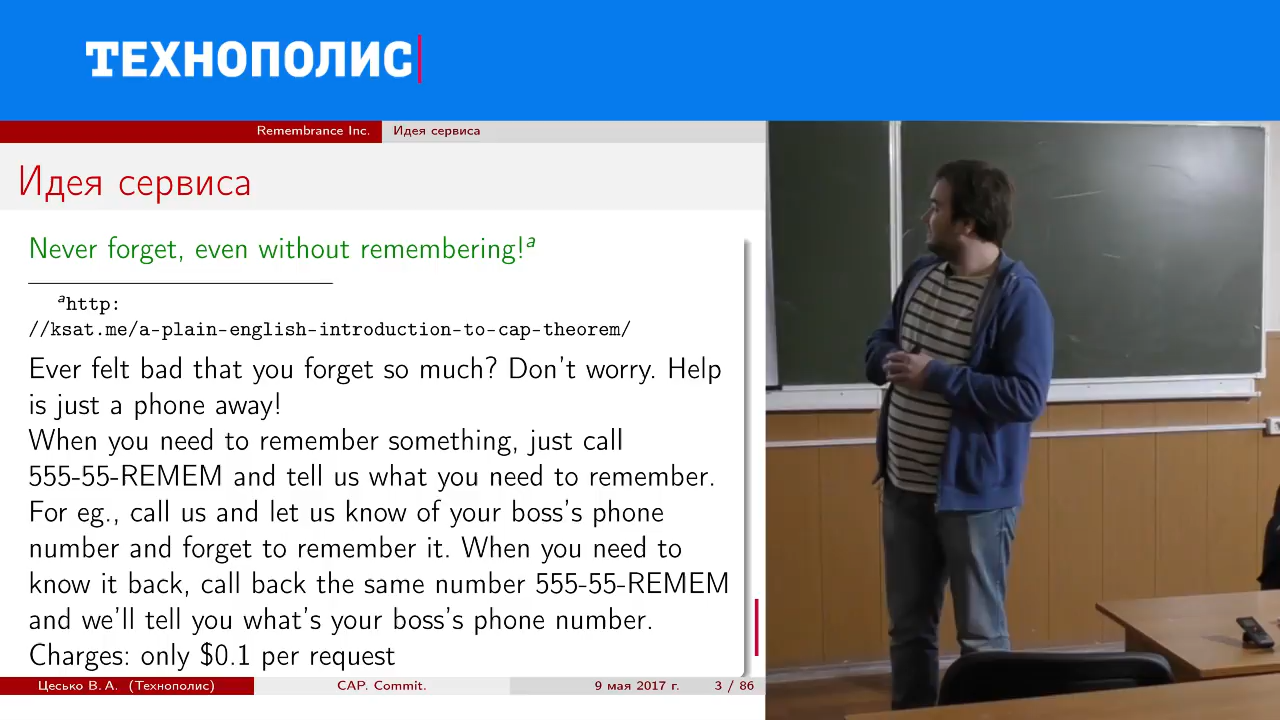 ТЕХНОПОЛИС
Remembrance Inc. Идея сервиса
Идея сервиса
Never forget, even without remembering!ᵃ
ᵃhttp:
//ksat.me/a-plain-english-introduction-to-cap-theorem/
Ever felt bad that you forget so much? Don't worry. Help
is just a phone away!
When you need to remember something, just call
555-55-REMEM and tell us what you need to remember.
For eg., call us and let us know of your boss's phone
number and forget to remember it. When you need to
know it back, call back the same number 555-55-REMEM
and we'll tell you what's your boss's phone number.
Charges: only $0.1 per request
Цесько В. А. (Технополис) CAP. Commit. 9 мая 2017 г. 3 / 86